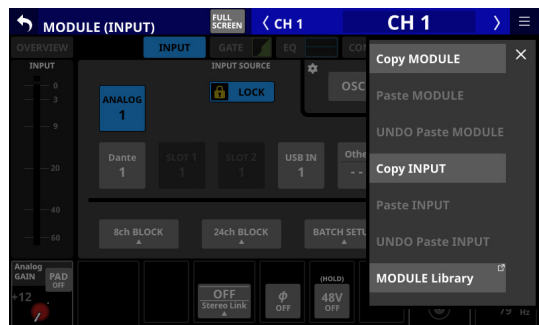 MODULE (INPUT)
FULL SCREEN
CH 1
CH 1
OVERVIEW
INPUT
GATE
EQ
INPUT
INPUT SOURCE
0
3
9
20
40
60
ANALOG
1
LOCK
OSC
Dante
1
SLOT 1
1
SLOT 2
1
USB IN
1
Othe
--
8ch BLOCK
24ch BLOCK
BATCH SETU
Copy MODULE
Paste MODULE
UNDO Paste MODULE
Copy INPUT
Paste INPUT
UNDO Paste INPUT
MODULE Library
Analog
GAIN
PAD
OFF
+12
OFF
Stereo Link
φ
OFF
(HOLD)
48V
OFF
79 Hz